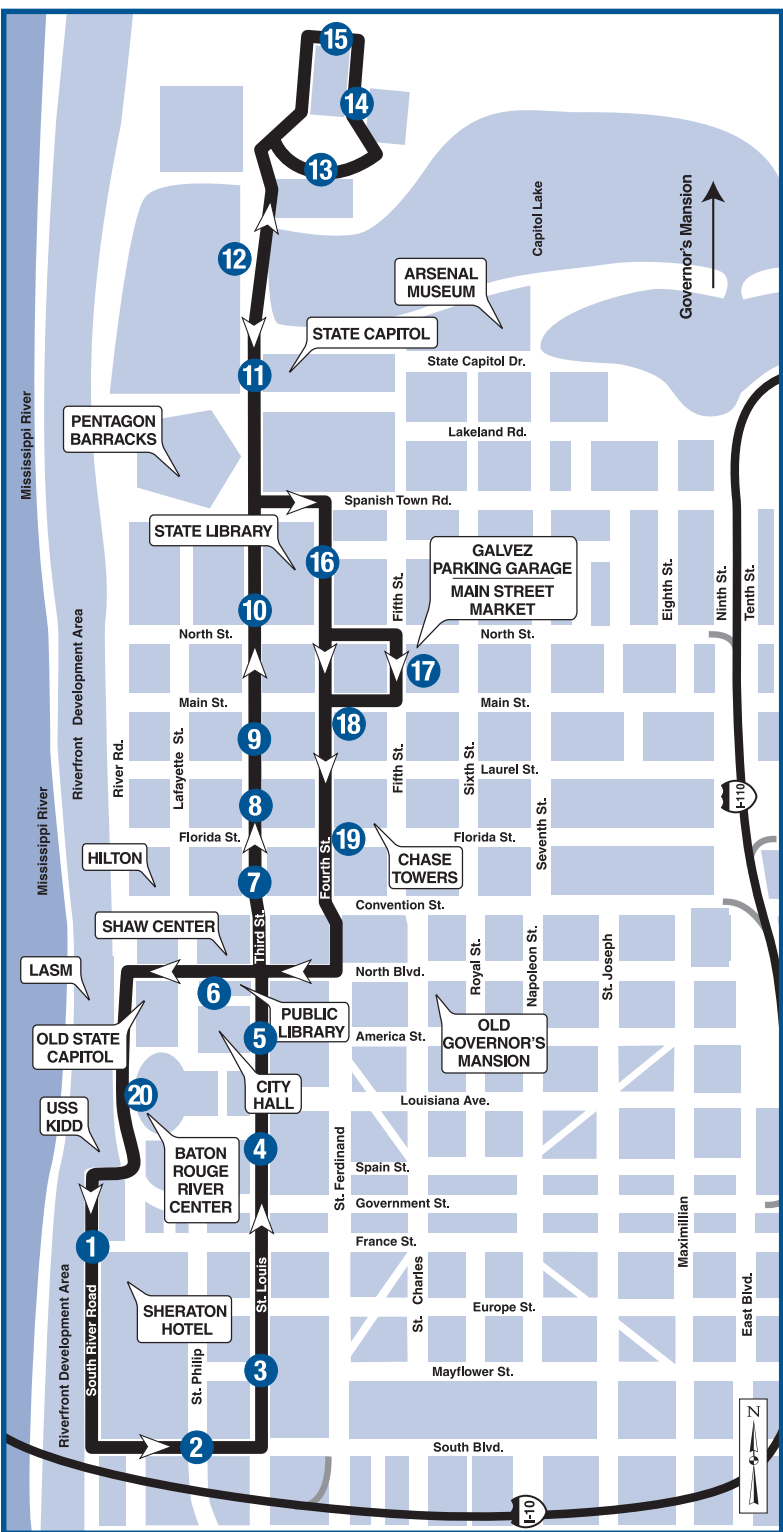 15
14
13
12
Capitol Lake
Governor's Mansion
ARSENAL
MUSEUM
STATE CAPITOL
11
State Capitol Dr.
Mississippi River
PENTAGON
BARRACKS
Lakeland Rd.
Spanish Town Rd.
STATE LIBRARY
16
GALVEZ
PARKING GARAGE
MAIN STREET
MARKET
Fifth St.
Eighth St.
Ninth St.
Tenth St.
10
North St.
North St.
17
Riverfront Development Area
River Rd.
Lafayette St.
Main St.
Main St.
18
9
Fifth St.
Sixth St.
Laurel St.
8
I-110
Mississippi River
Florida St.
Fourth St.
19
Florida St.
Seventh St.
HILTON
7
CHASE
TOWERS
Convention St.
SHAW CENTER
Third St.
LASM
North Blvd.
Royal St.
Napoleon St.
St. Joseph
6
PUBLIC
LIBRARY
OLD STATE
CAPITOL
5
America St.
OLD
GOVERNOR'S
MANSION
CITY
HALL
20
Louisiana Ave.
USS
KIDD
BATON
ROUGE
RIVER
CENTER
4
St. Ferdinand
Spain St.
Government St.
Maximillian
1
France St.
Riverfront Development Area
South River Road
SHERATON
HOTEL
St. Louis
St. Charles
Europe St.
East Blvd.
St. Philip
3
Mayflower St.
2
South Blvd.
N
I-10